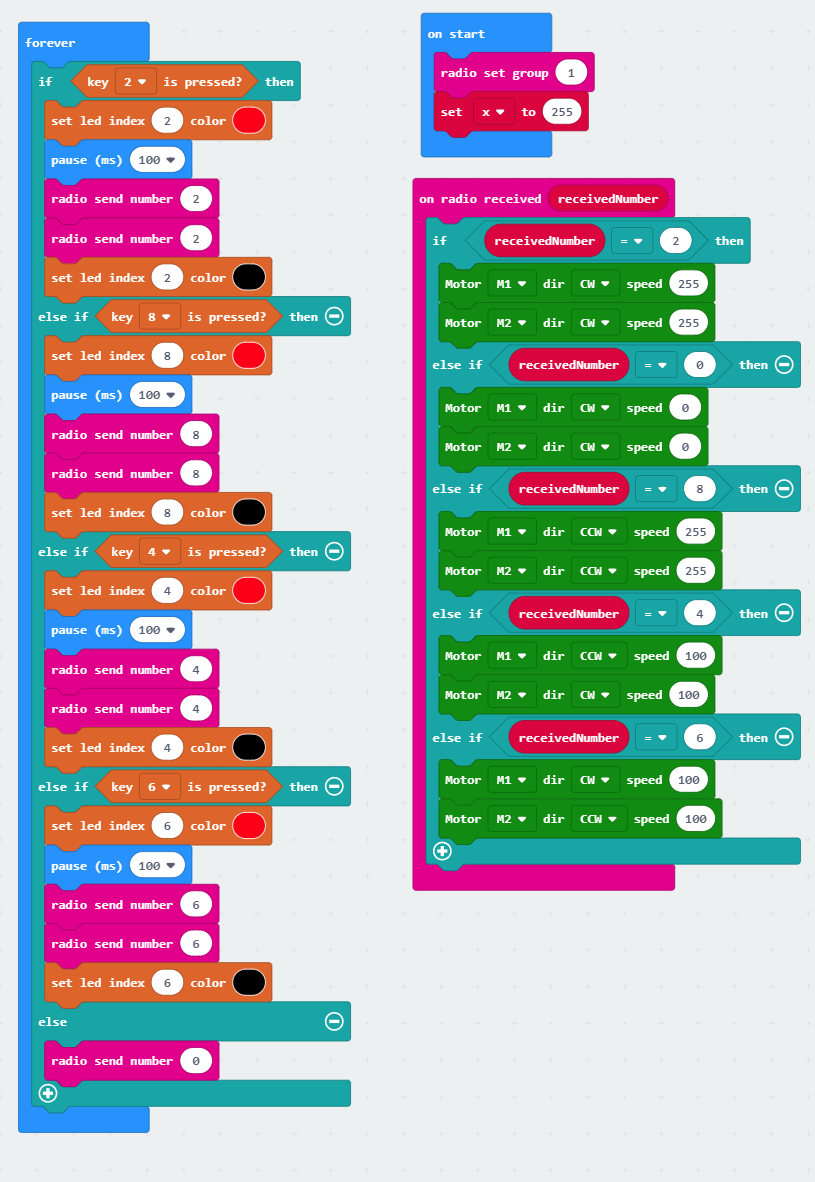 forever
if key 2 is pressed? then
set led index 2 color
pause (ms) 100
radio send number 2
radio send number 2
set led index 2 color
else if key 8 is pressed? then
set led index 8 color
pause (ms) 100
radio send number 8
radio send number 8
set led index 8 color
else if key 4 is pressed? then
set led index 4 color
pause (ms) 100
radio send number 4
radio send number 4
set led index 4 color
else if key 6 is pressed? then
set led index 6 color
pause (ms) 100
radio send number 6
radio send number 6
set led index 6 color
else
radio send number 0
on start
radio set group 1
set x to 255
on radio received receivedNumber
if receivedNumber = 2 then
Motor M1 dir CW speed 255
Motor M2 dir CW speed 255
else if receivedNumber = 0 then
Motor M1 dir CW speed 0
Motor M2 dir CW speed 0
else if receivedNumber = 8 then
Motor M1 dir CCW speed 255
Motor M2 dir CCW speed 255
else if receivedNumber = 4 then
Motor M1 dir CCW speed 100
Motor M2 dir CW speed 100
else if receivedNumber = 6 then
Motor M1 dir CW speed 100
Motor M2 dir CCW speed 100